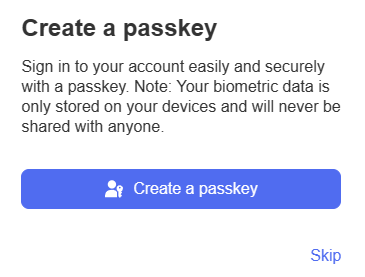 Create a passkey
Sign in to your account easily and securely
with a passkey. Note: Your biometric data is
only stored on your devices and will never be
shared with anyone.
Create a passkey
Skip